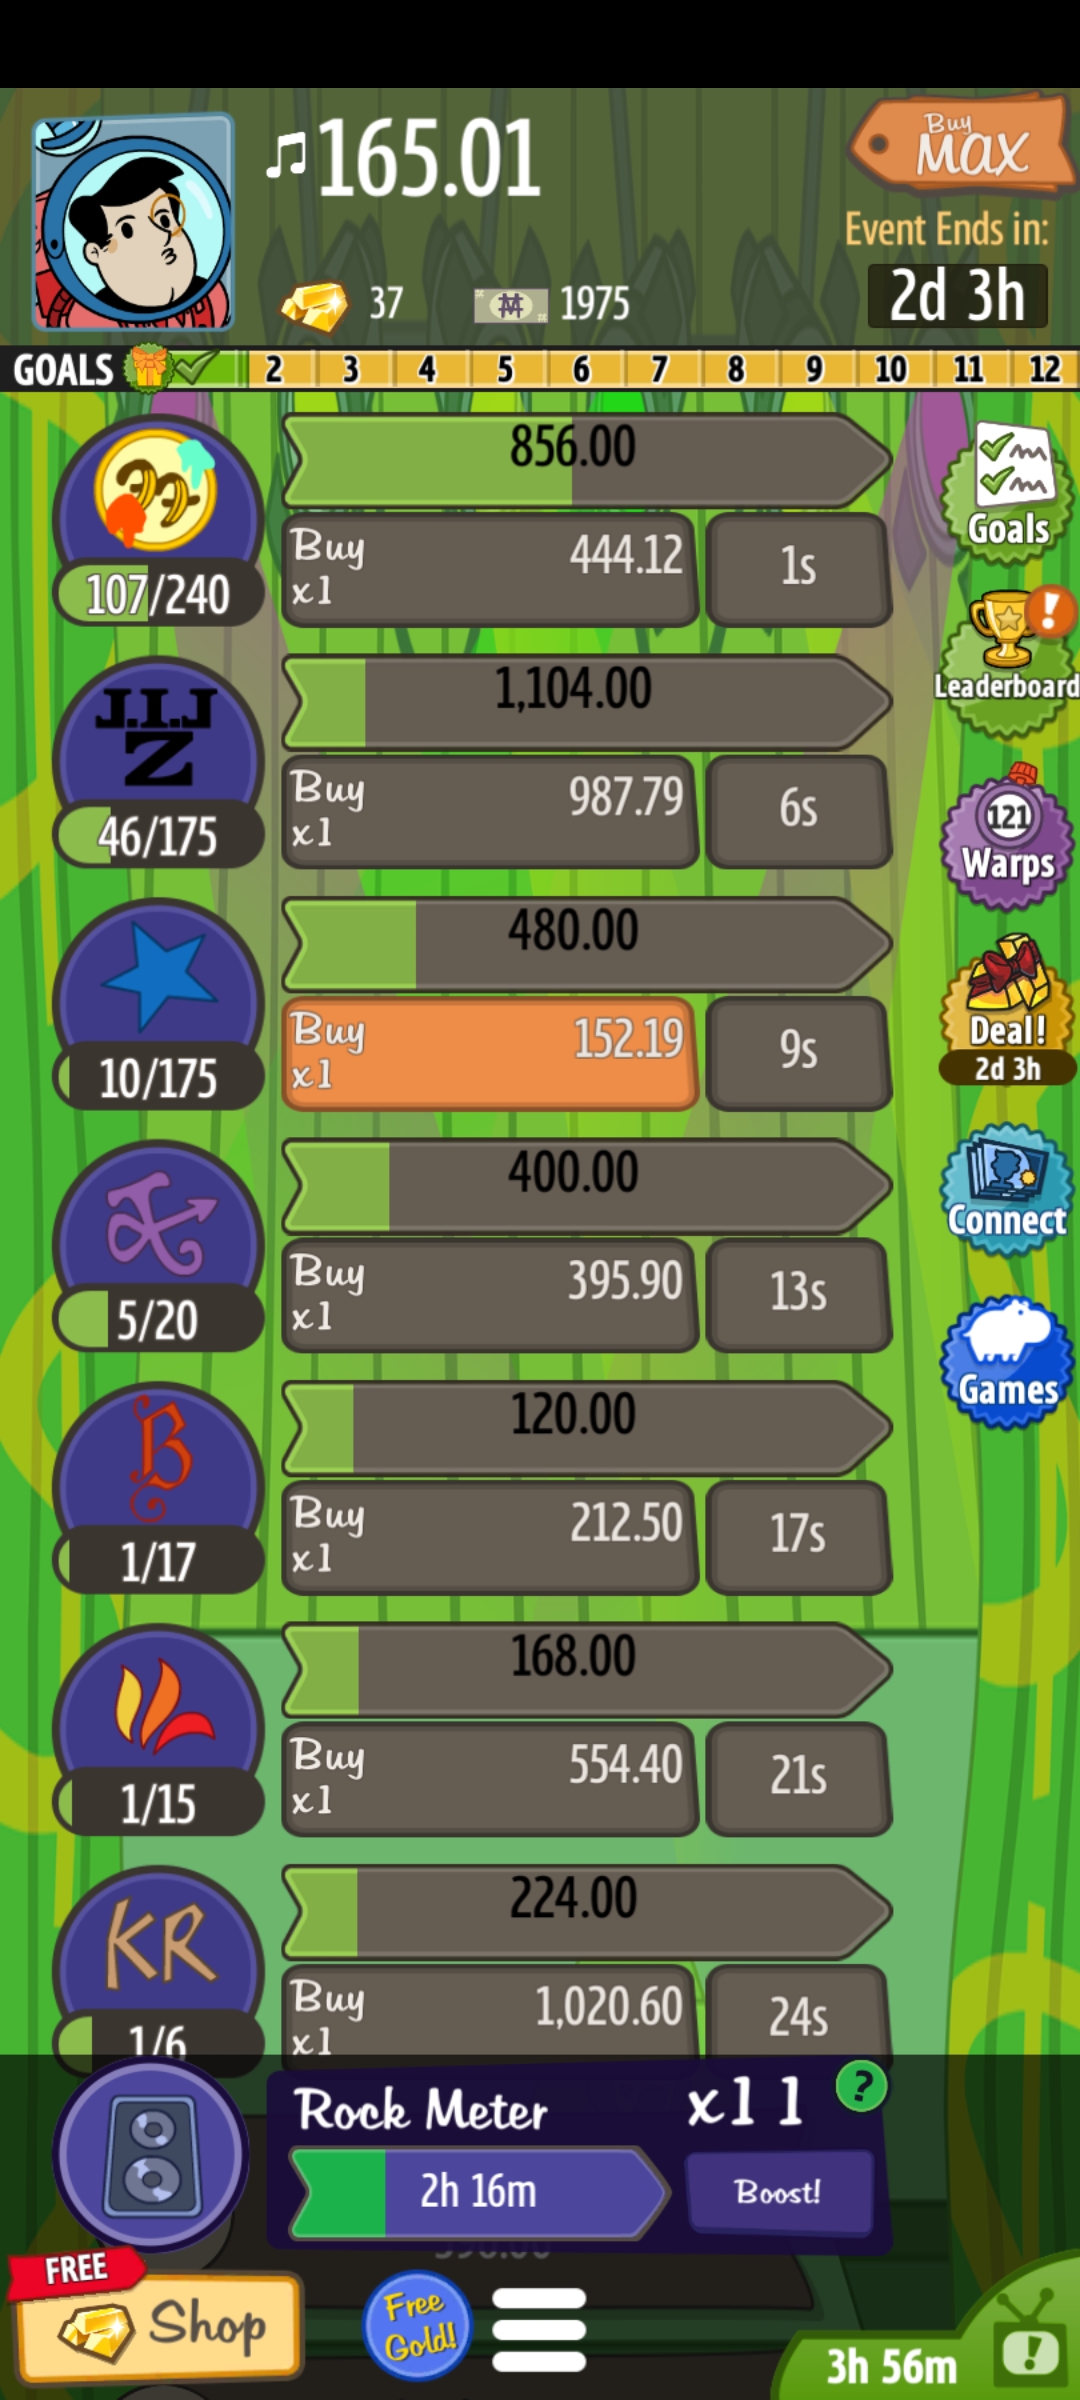 ♫165.01
Buy
MAX
Event Ends in:
2d 3h
37
1975
GOALS 2 3 4 5 6 7 8 9 10 11 12
856.00
107/240
Buy
x1
444.12
1s
Goals
1,104.00
J.I.J
Z
46/175
Buy
x1
987.79
6s
Leaderboard
121
Warps
480.00
10/175
Buy
x1
152.19
9s
Deal!
2d 3h
400.00
5/20
Buy
x1
395.90
13s
Connect
120.00
B
1/17
Buy
x1
212.50
17s
Games
168.00
1/15
Buy
x1
554.40
21s
224.00
KR
1/6
Buy
x1
1,020.60
24s
Rock Meter
x11
?
2h 16m
Boost!
FREE
Shop
Free
Gold!
3h 56m